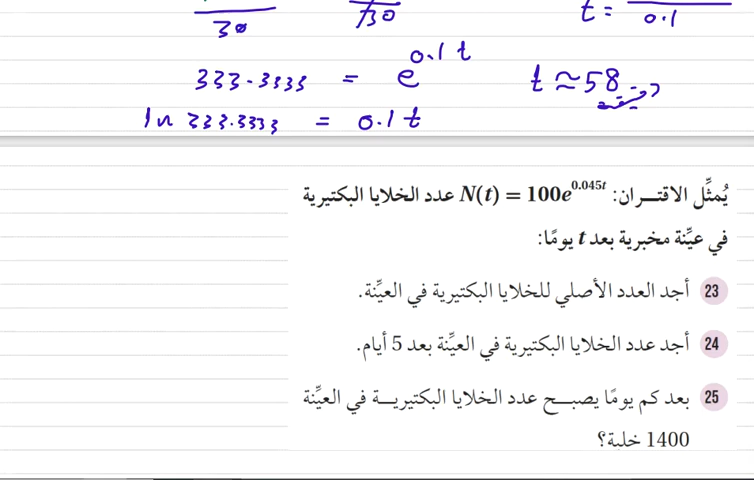 30 30 t = 0.1
333.3333 = e^0.1t t ≈ 58 دقيقة
ln 333.3333 = 0.1t
يُمثِّل الاقتـــران: N(t) = 100e^0.045t عدد الخلايا البكتيرية
في عيِّنة مخبرية بعد t يومًا:
23 أجد العدد الأصلي للخلايا البكتيرية في العيِّنة.
24 أجد عدد الخلايا البكتيرية في العيِّنة بعد 5 أيام.
25 بعد كم يومًا يصبـــح عدد الخلايا البكتيريـــة في العيِّنة
1400 خلية؟